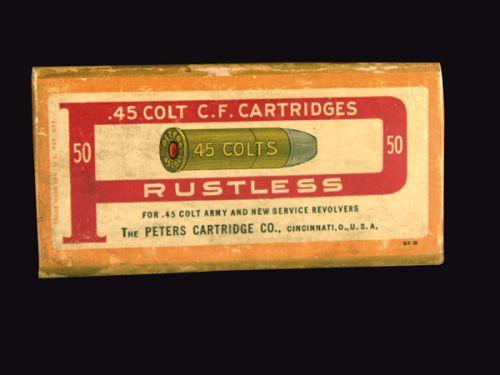 .45 COLT C.F. CARTRIDGES
50
.45 COLTS
50
RUSTLESS
FOR .45 COLT ARMY AND NEW SERVICE REVOLVERS
THE PETERS CARTRIDGE CO., CINCINNATI, O., U.S.A.